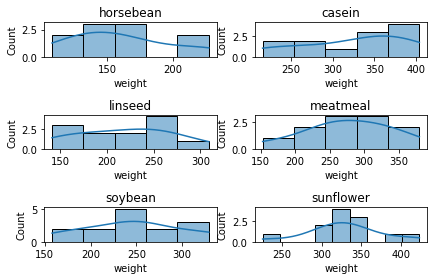 horsebean
Count
2.5
0.0
150
200
weight
casein
Count
2.5
0.0
250
300
350
400
weight
linseed
Count
2.5
0.0
150
200
250
300
weight
meatmeal
Count
2.5
0.0
150
200
250
300
350
weight
soybean
Count
5
0
150
200
250
300
weight
sunflower
Count
2.5
0.0
250
300
350
400
weight